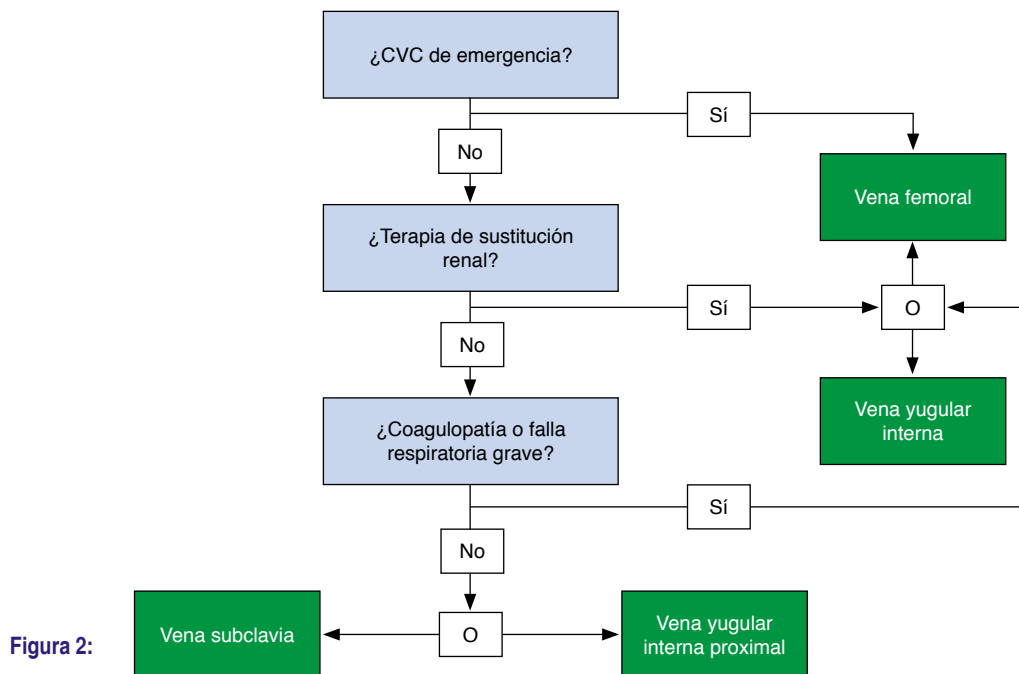 ¿CVC de emergencia?
Sí
No
Vena femoral
¿Terapia de sustitución
renal?
Sí
O
No
Vena yugular
interna
¿Coagulopatía o falla
respiratoria grave?
Sí
No
Vena subclavia
O
Vena yugular
interna proximal
Figura 2: